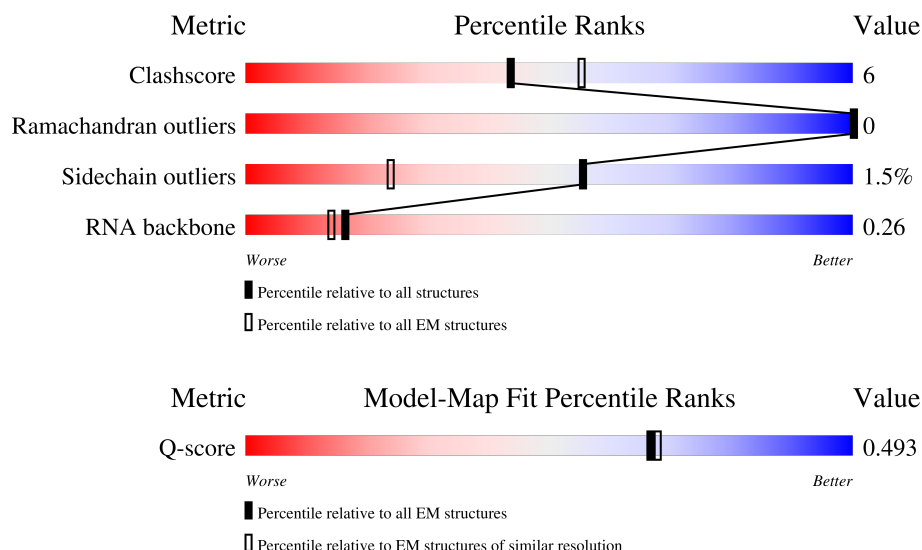 Metric Percentile Ranks Value
Clashscore 6
Ramachandran outliers 0
Sidechain outliers 1.5%
RNA backbone 0.26
Worse Better
Percentile relative to all structures
Percentile relative to all EM structures
Metric Model-Map Fit Percentile Ranks Value
Q-score 0.493
Worse Better
Percentile relative to all EM structures
Percentile relative to EM structures of similar resolution